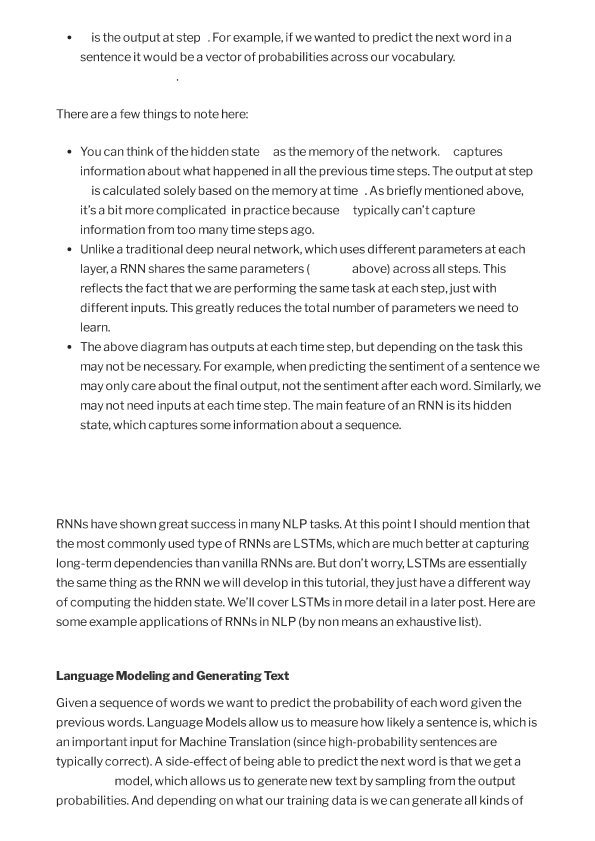 • is the output at step . For example, if we wanted to predict the next word in a
sentence it would be a vector of probabilities across our vocabulary.
.
There are a few things to note here:
• You can think of the hidden state as the memory of the network. captures
information about what happened in all the previous time steps. The output at step
is calculated solely based on the memory at time . As briefly mentioned above,
it's a bit more complicated in practice because typically can't capture
information from too many time steps ago.
• Unlike a traditional deep neural network, which uses different parameters at each
layer, a RNN shares the same parameters ( above) across all steps. This
reflects the fact that we are performing the same task at each step, just with
different inputs. This greatly reduces the total number of parameters we need to
learn.
• The above diagram has outputs at each time step, but depending on the task this
may not be necessary. For example, when predicting the sentiment of a sentence we
may only care about the final output, not the sentiment after each word. Similarly, we
may not need inputs at each time step. The main feature of an RNN is its hidden
state, which captures some information about a sequence.
RNNs have shown great success in many NLP tasks. At this point I should mention that
the most commonly used type of RNNs are LSTMs, which are much better at capturing
long-term dependencies than vanilla RNNs are. But don't worry, LSTMs are essentially
the same thing as the RNN we will develop in this tutorial, they just have a different way
of computing the hidden state. We'll cover LSTMs in more detail in a later post. Here are
some example applications of RNNs in NLP (by non means an exhaustive list).
Language Modeling and Generating Text
Given a sequence of words we want to predict the probability of each word given the
previous words. Language Models allow us to measure how likely a sentence is, which is
an important input for Machine Translation (since high-probability sentences are
typically correct). A side-effect of being able to predict the next word is that we get a
model, which allows us to generate new text by sampling from the output
probabilities. And depending on what our training data is we can generate all kinds of